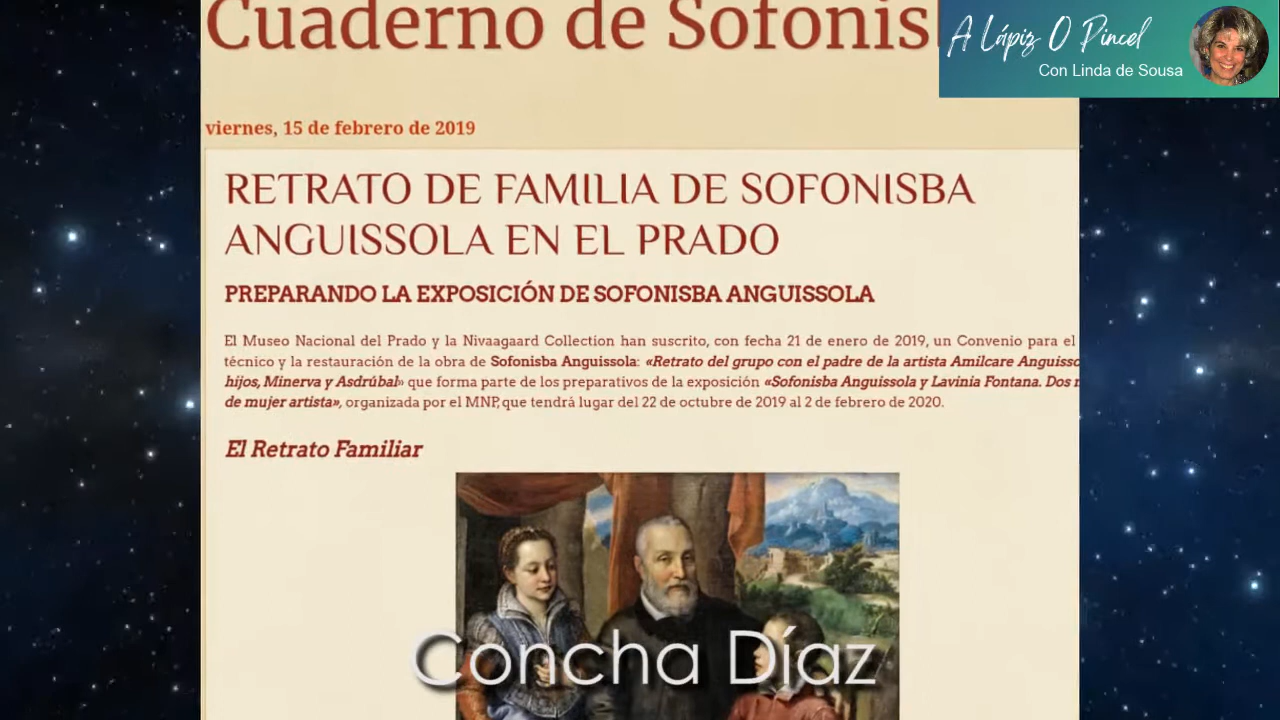 Cuaderno de Sofonis
A Lápiz O Pincel
Con Linda de Sousa
viernes, 15 de febrero de 2019
RETRATO DE FAMILIA DE SOFONISBA
ANGUISSOLA EN EL PRADO
PREPARANDO LA EXPOSICIÓN DE SOFONISBA ANGUISSOLA
El Museo Nacional del Prado y la Nivaagaard Collection han suscrito, con fecha 21 de enero de 2019, un Convenio para el
técnico y la restauración de la obra de Sofonisba Anguissola: «Retrato del grupo con el padre de la artista Amilcare Anguisso
hijos, Minerva y Asdrúbal» que forma parte de los preparativos de la exposición «Sofonisba Anguissola y Lavinia Fontana. Dos
de mujer artista», organizada por el MNP, que tendrá lugar del 22 de octubre de 2019 al 2 de febrero de 2020.
El Retrato Familiar
Concha Díaz